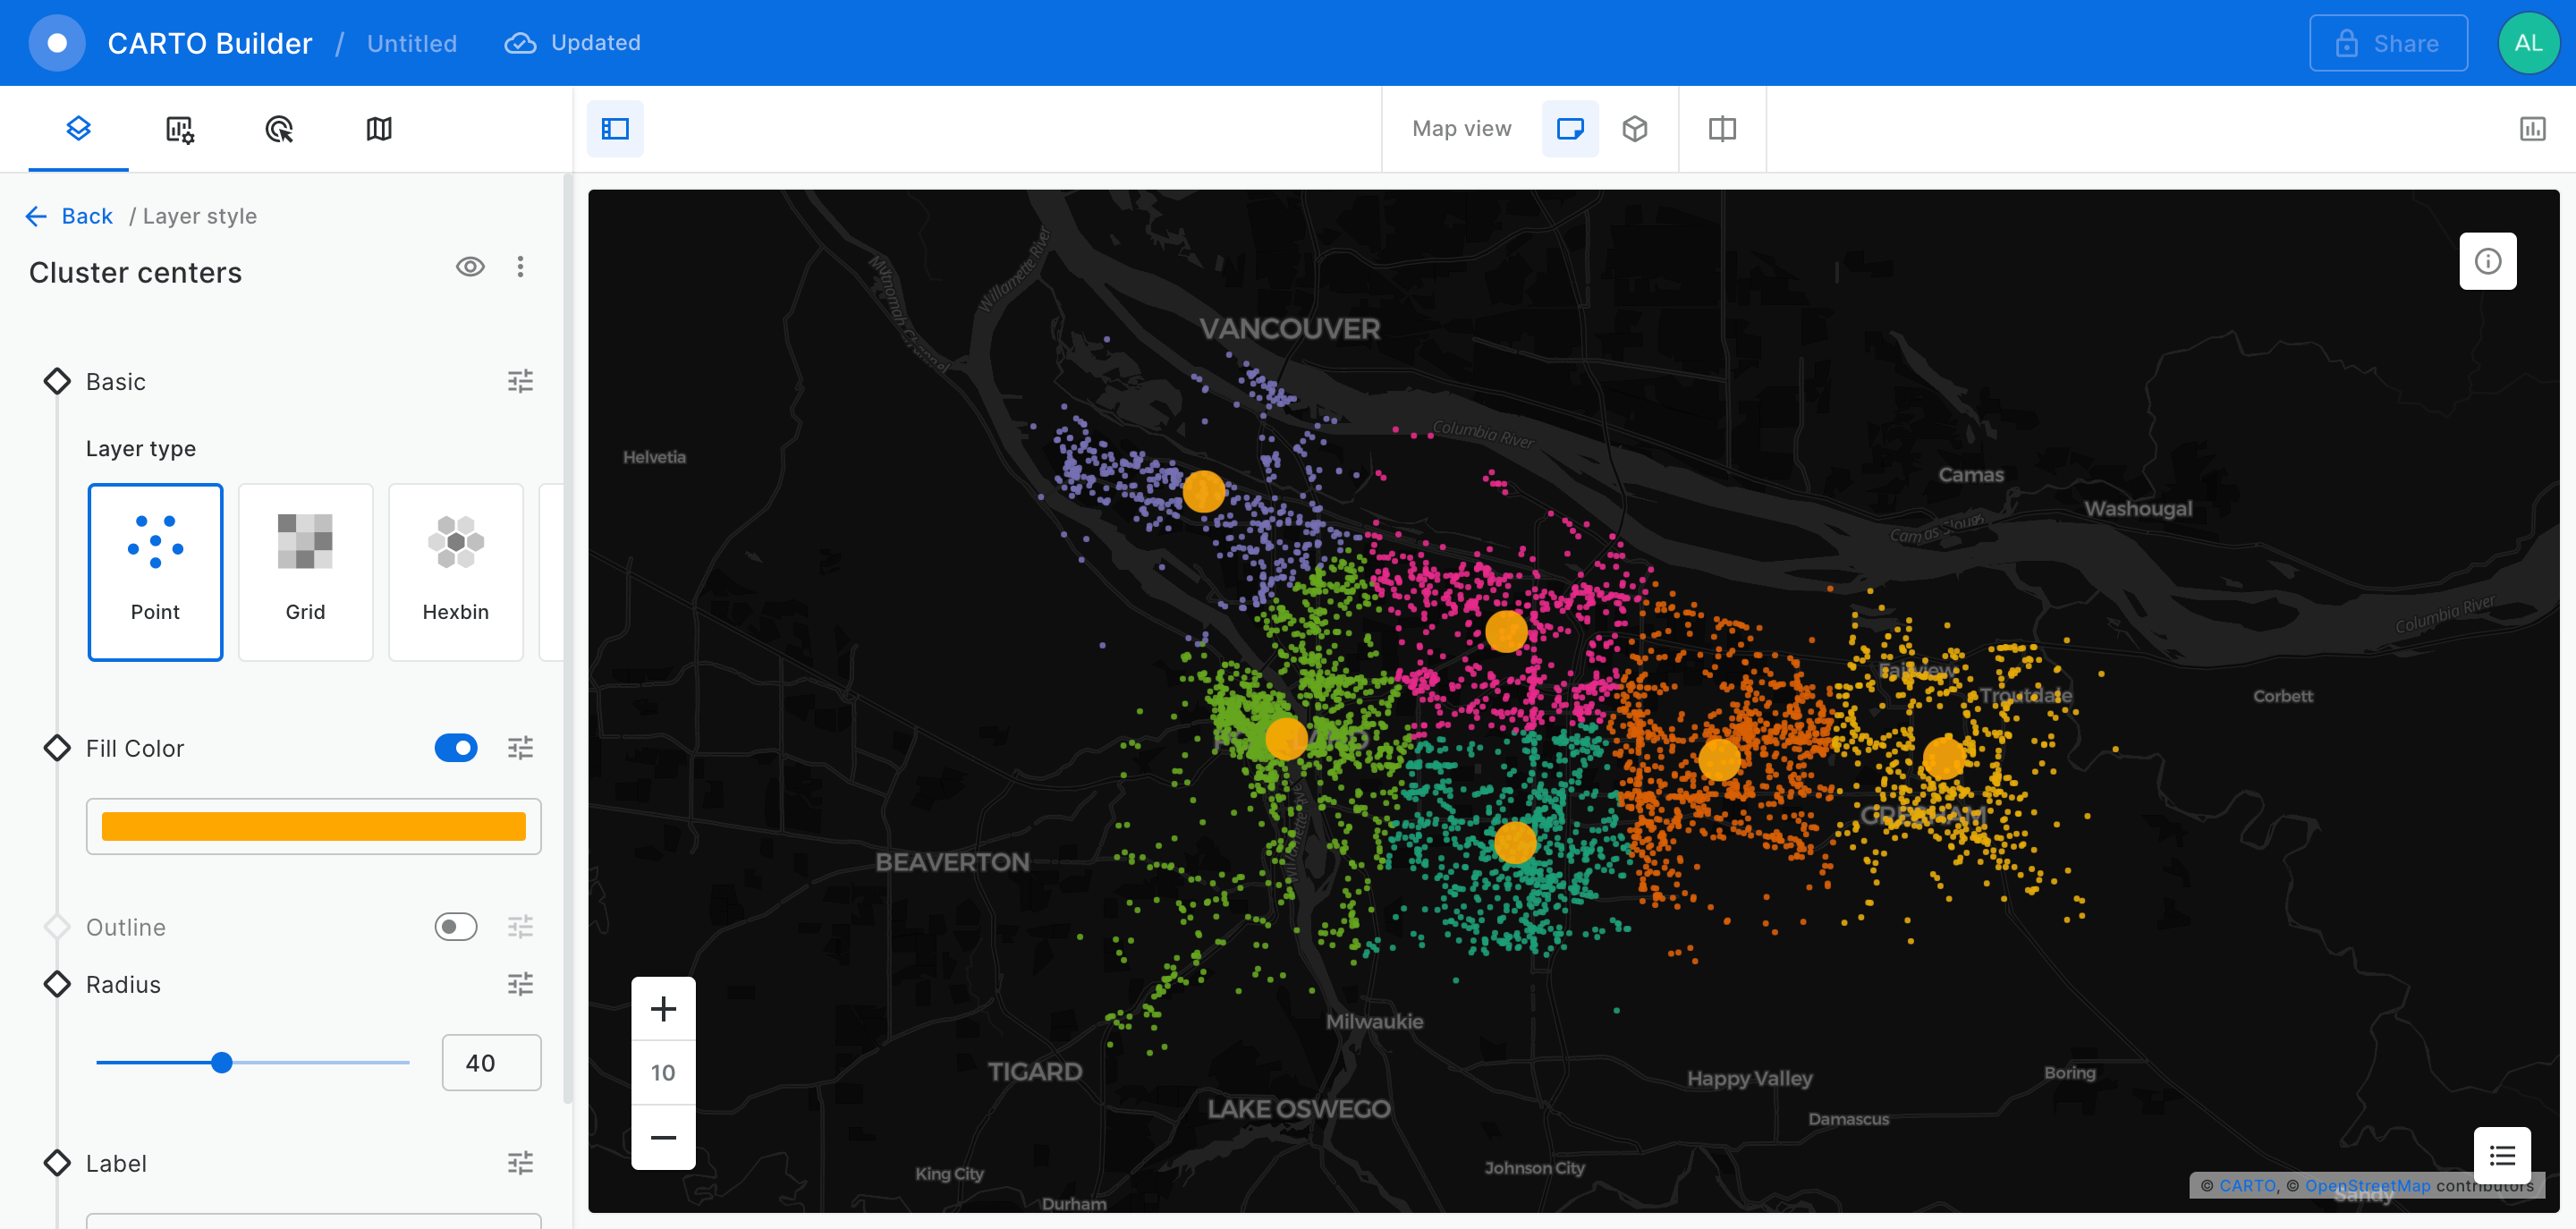 CARTO Builder / Untitled Updated Share AL
Map view
Back / Layer style
Cluster centers
Basic
Layer type
Point Grid Hexbin
Fill Color
Outline
Radius
40
Label
Willamette River
Multnomah Channel
VANCOUVER
Columbia River
Helvetia
Camas
Washougal
Camas Slough
Columbia River
Fairview
Troutdale
Corbett
GRESHAM
BEAVERTON
Willamette River
Milwaukie
TIGARD
Happy Valley
Boring
LAKE OSWEGO
Damascus
King City
Johnson City
Durham
Sandy
10
© CARTO, © OpenStreetMap contributors